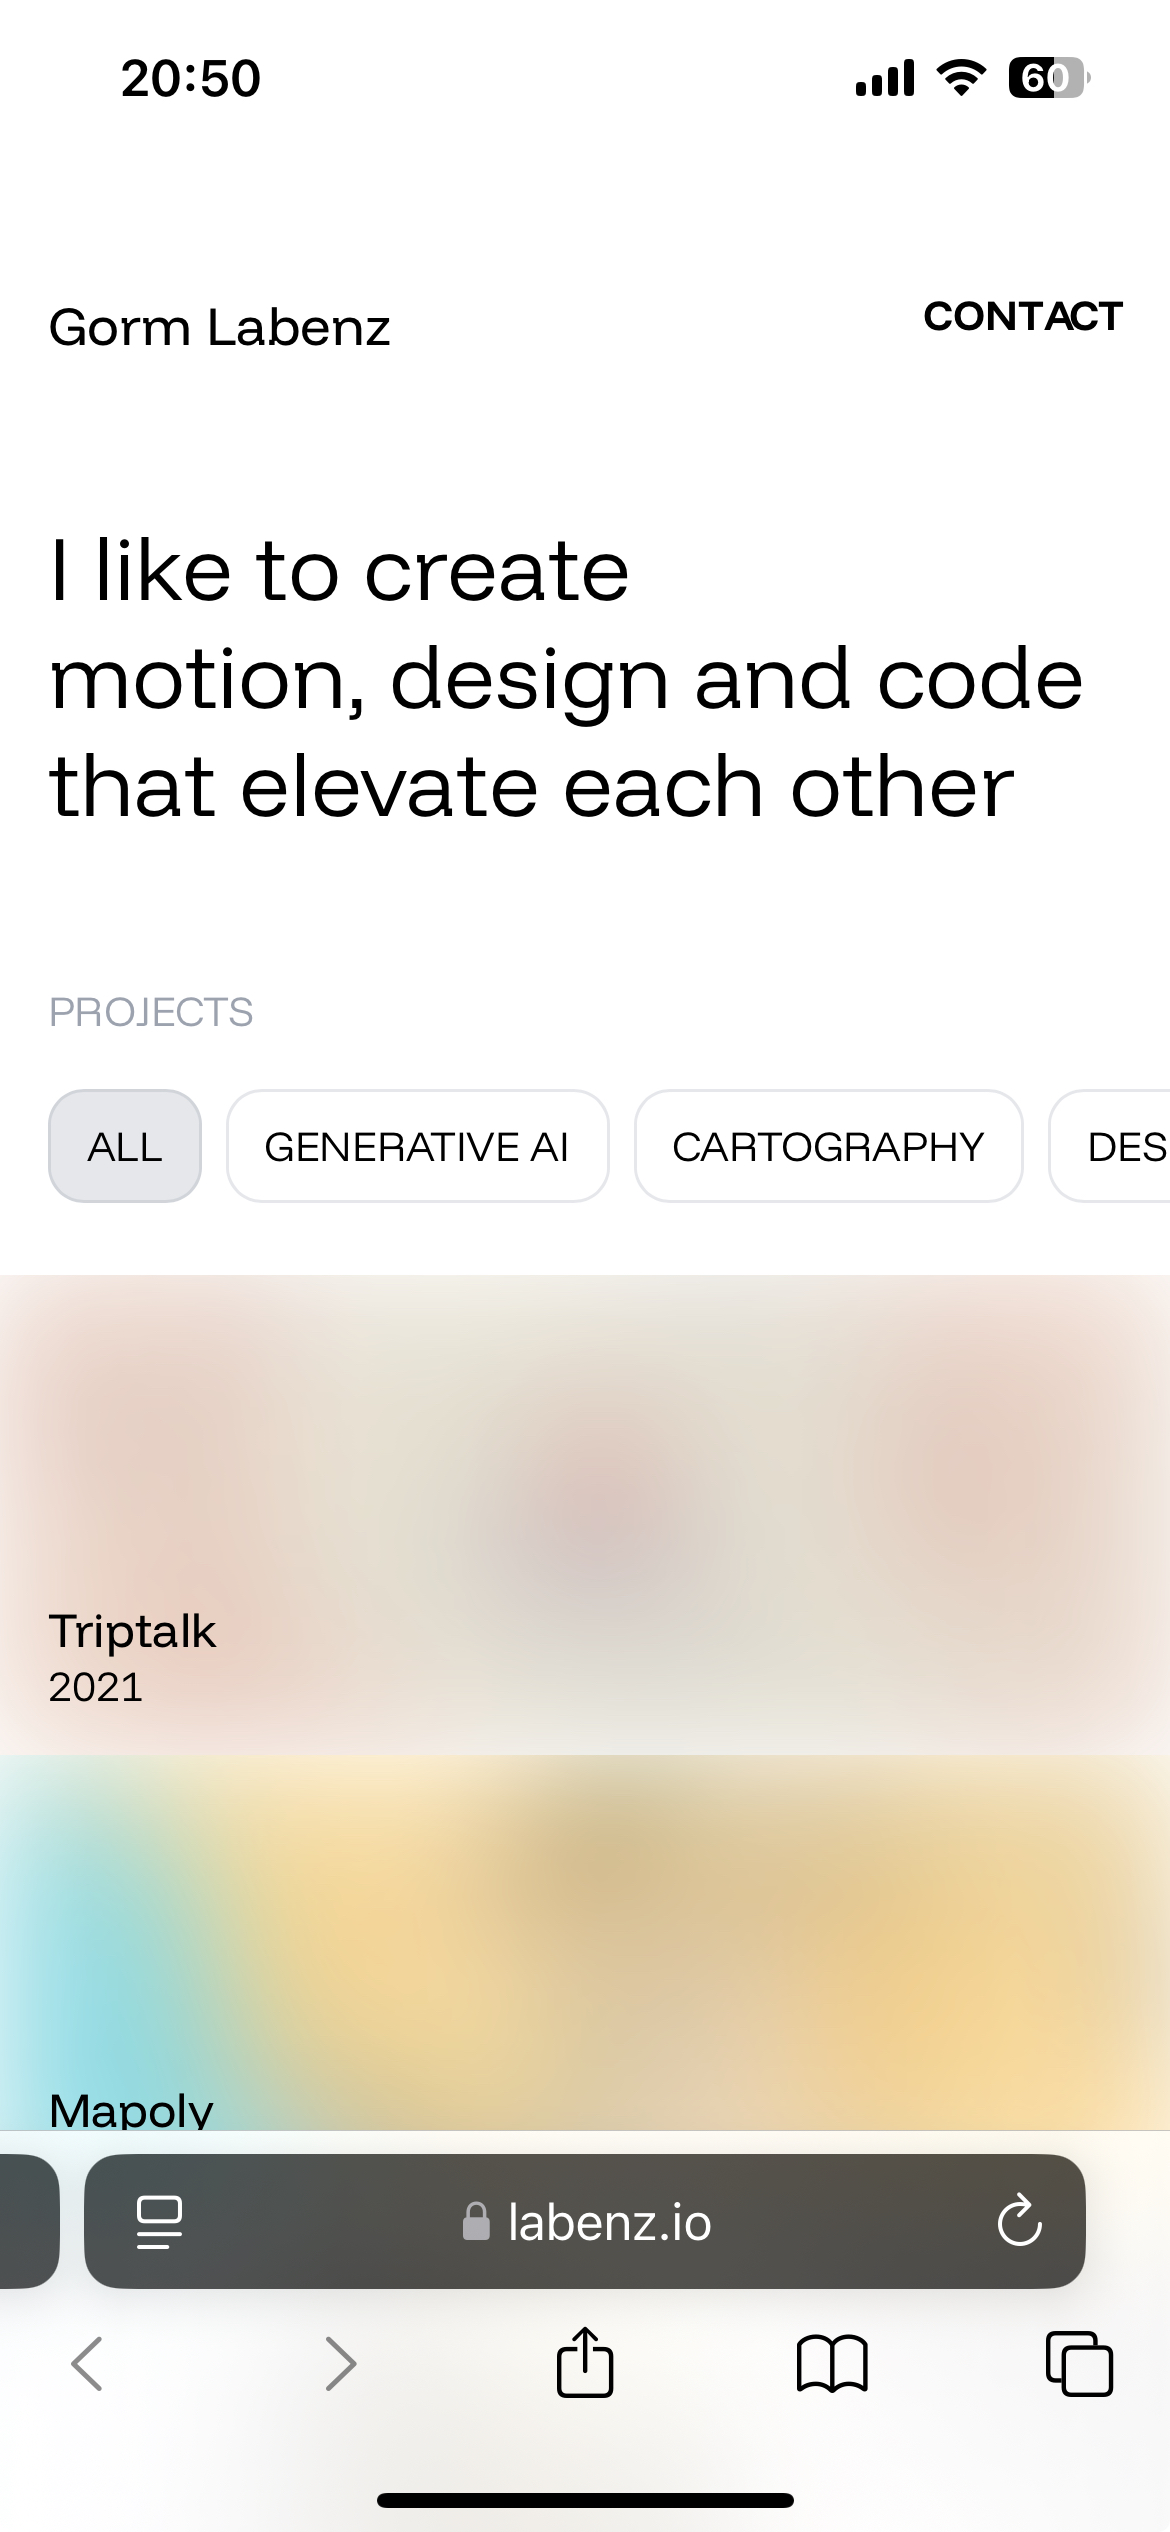 20:50
60
Gorm Labenz
CONTACT
I like to create
motion, design and code
that elevate each other
PROJECTS
ALL
GENERATIVE AI
CARTOGRAPHY
DES
Triptalk
2021
Mapoly
labenz.io